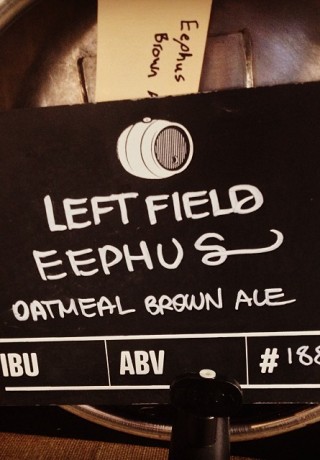 Eephus
Brown
LEFT FIELD
EEPHUS
OATMEAL BROWN ALE
IBU
ABV
# 188